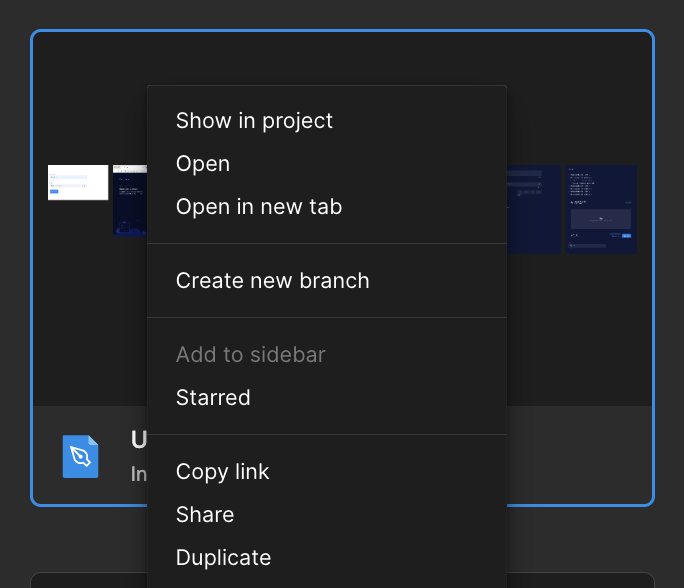 Show in project
Open
Open in new tab
Create new branch
Add to sidebar
Starred
Copy link
Share
Duplicate